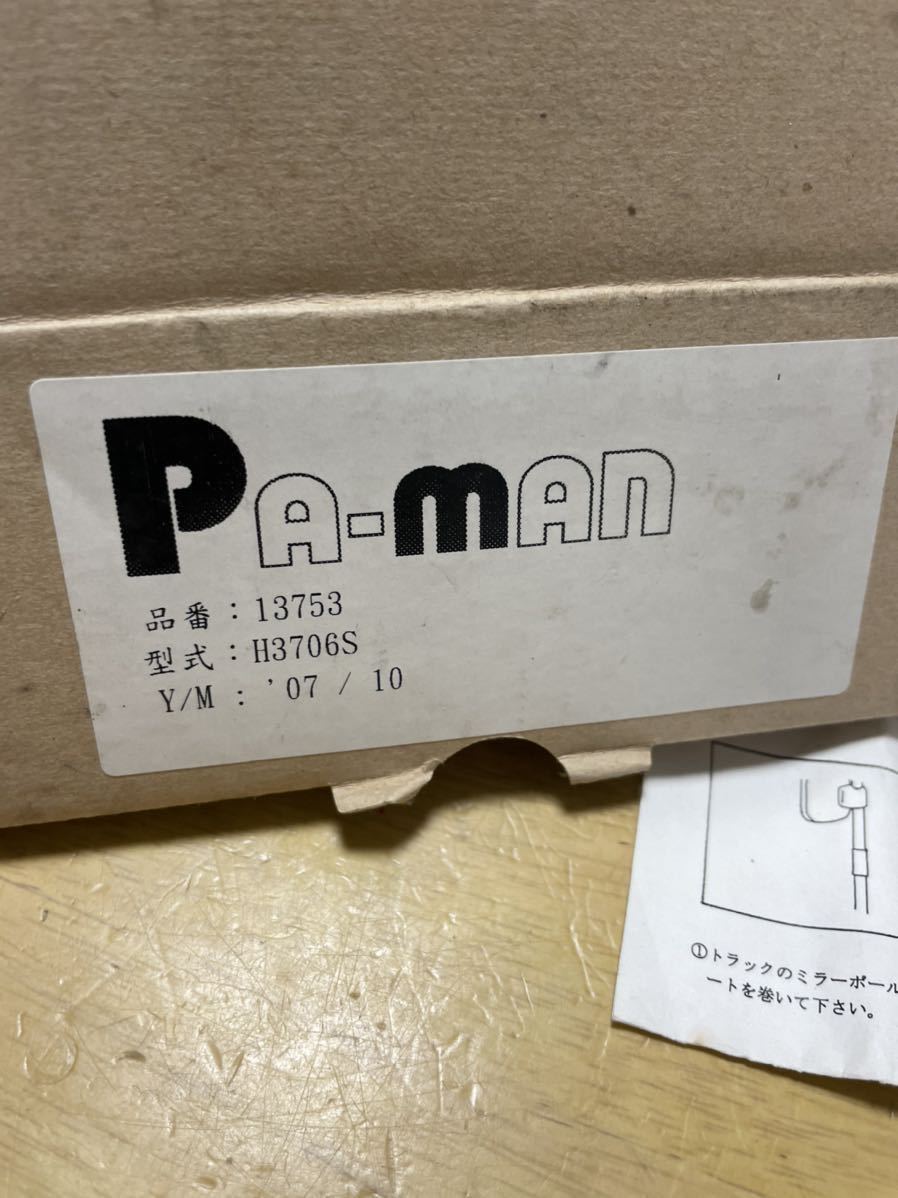 PA-MAN
品番：13753
型式：H3706S
Y/M : '07 / 10
①トラックのミラーポール
ートを巻いて下さい。